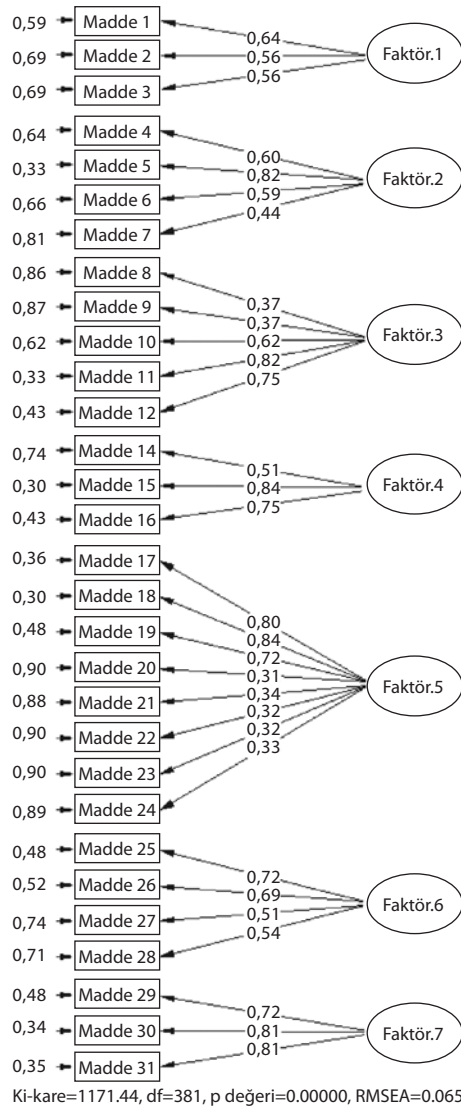 0,59 Madde 1
0,64
0,69 Madde 2
0,56
Faktör.1
0,69 Madde 3
0,56
0,64 Madde 4
0,60
0,33 Madde 5
0,82
Faktör.2
0,66 Madde 6
0,59
0,81 Madde 7
0,44
0,86 Madde 8
0,37
0,87 Madde 9
0,37
0,62 Madde 10
0,62
Faktör.3
0,33 Madde 11
0,82
0,43 Madde 12
0,75
0,74 Madde 14
0,51
0,30 Madde 15
0,84
Faktör.4
0,43 Madde 16
0,75
0,36 Madde 17
0,80
0,30 Madde 18
0,84
0,48 Madde 19
0,72
0,90 Madde 20
0,31
Faktör.5
0,88 Madde 21
0,34
0,90 Madde 22
0,32
0,90 Madde 23
0,32
0,89 Madde 24
0,33
0,48 Madde 25
0,72
0,52 Madde 26
0,69
Faktör.6
0,74 Madde 27
0,51
0,71 Madde 28
0,54
0,48 Madde 29
0,72
0,34 Madde 30
0,81
Faktör.7
0,35 Madde 31
0,81
Ki-kare=1171.44, df=381, p değeri=0.00000, RMSEA=0.065